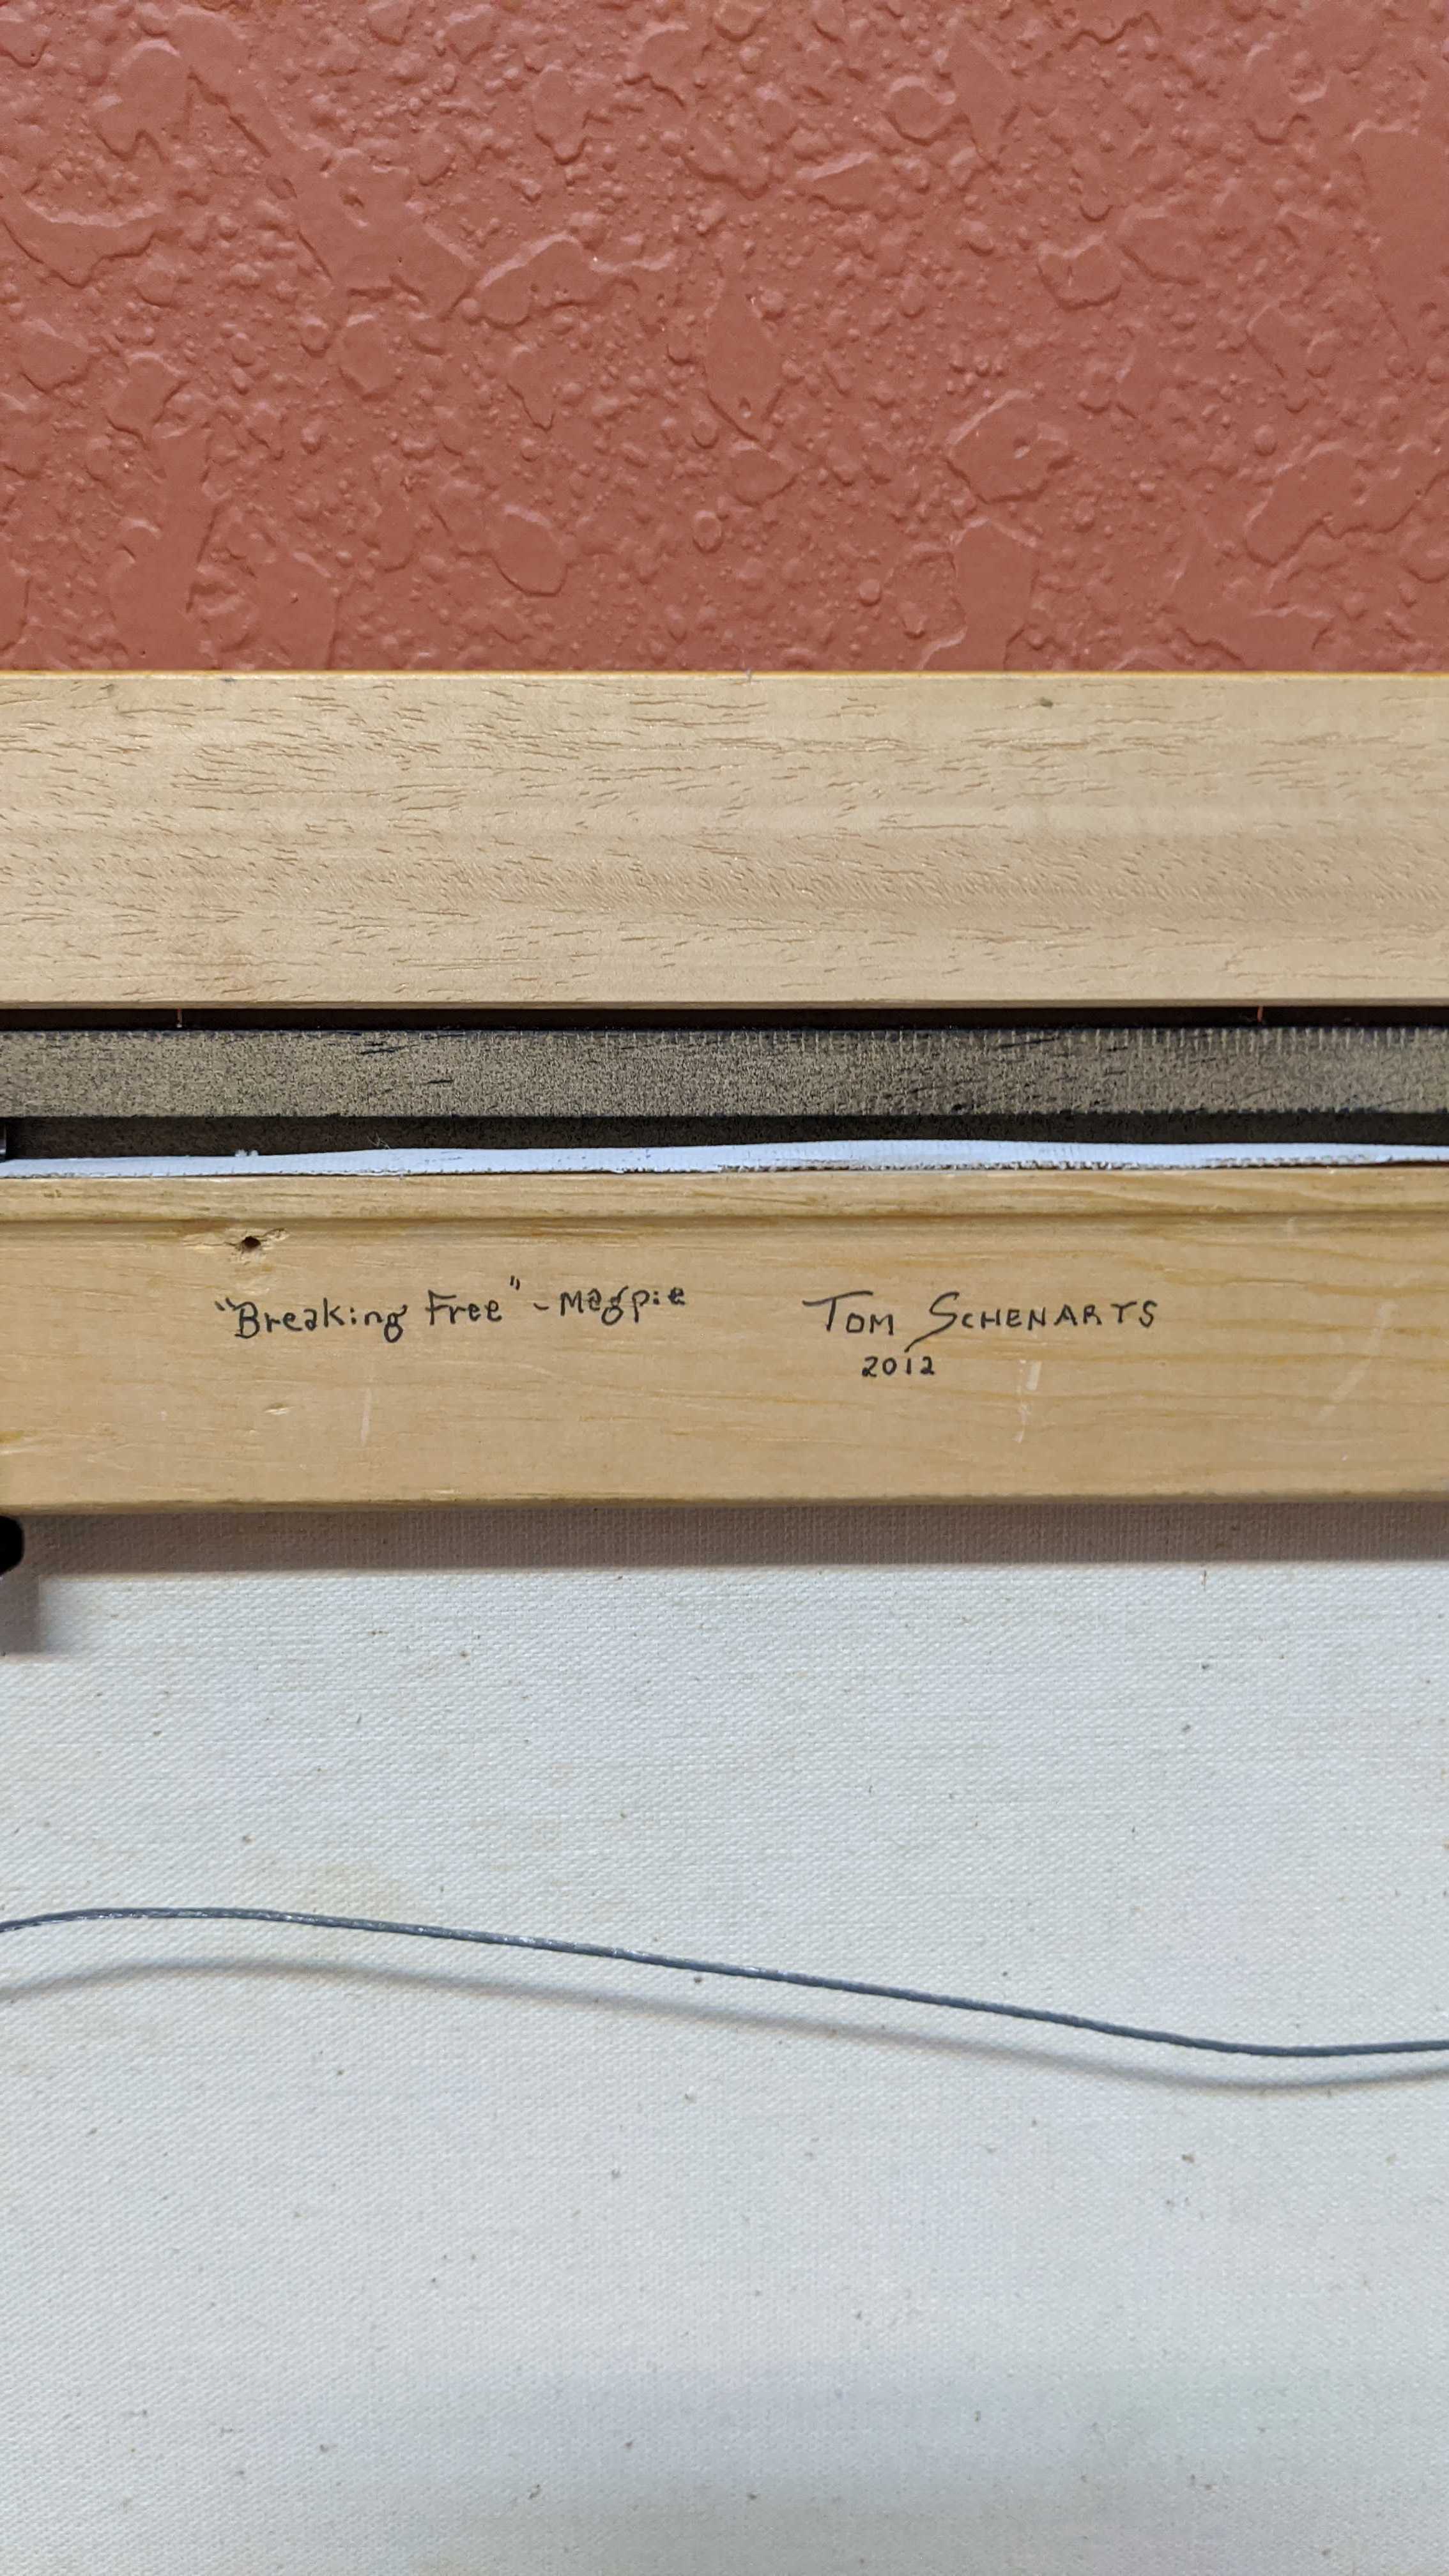 "Breaking Free" - Magpie
TOM SCHENARTS
2012